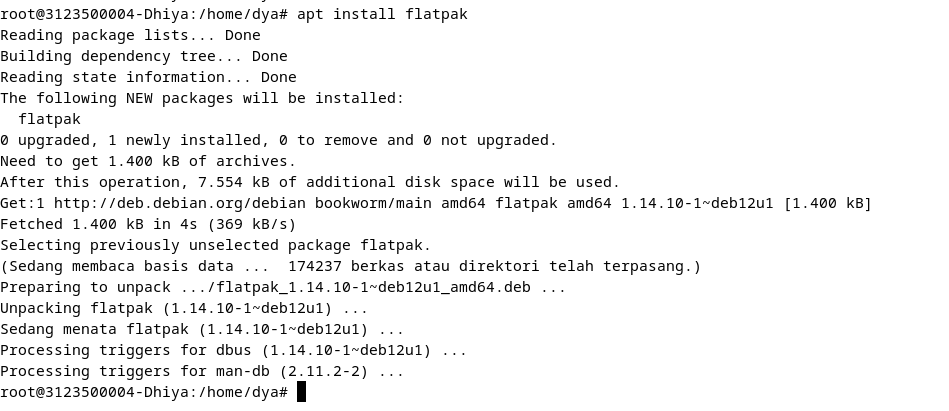 root@3123500004-Dhiya:/home/dya# apt install flatpak
Reading package lists... Done
Building dependency tree... Done
Reading state information... Done
The following NEW packages will be installed:
  flatpak
0 upgraded, 1 newly installed, 0 to remove and 0 not upgraded.
Need to get 1.400 kB of archives.
After this operation, 7.554 kB of additional disk space will be used.
Get:1 http://deb.debian.org/debian bookworm/main amd64 flatpak amd64 1.14.10-1~deb12u1 [1.400 kB]
Fetched 1.400 kB in 4s (369 kB/s)
Selecting previously unselected package flatpak.
(Sedang membaca basis data ...  174237 berkas atau direktori telah terpasang.)
Preparing to unpack .../flatpak_1.14.10-1~deb12u1_amd64.deb ...
Unpacking flatpak (1.14.10-1~deb12u1) ...
Sedang menata flatpak (1.14.10-1~deb12u1) ...
Processing triggers for dbus (1.14.10-1~deb12u1) ...
Processing triggers for man-db (2.11.2-2) ...
root@3123500004-Dhiya:/home/dya#